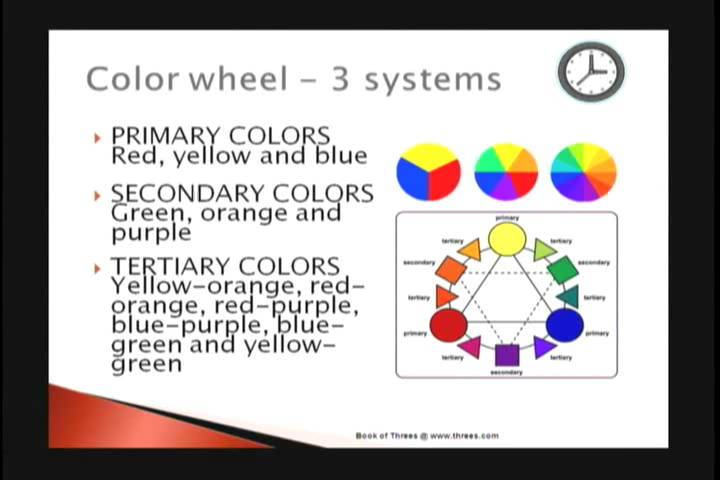 Color wheel – 3 systems
PRIMARY COLORS
Red, yellow and blue
SECONDARY COLORS
Green, orange and
purple
TERTIARY COLORS
Yellow-orange, red-
orange, red-purple,
blue-purple, blue-
green and yellow-
green
primary
tertiary
tertiary
secondary
secondary
tertiary
tertiary
primary
primary
tertiary
tertiary
secondary
Book of Threes @ www.threes.com